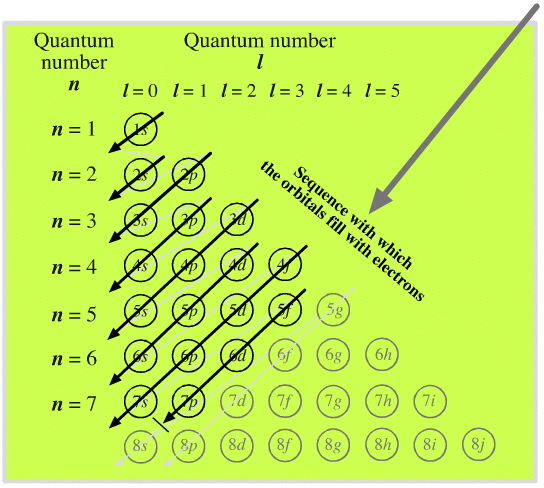 Quantum number n
Quantum number l
l = 0 l = 1 l = 2 l = 3 l = 4 l = 5
n = 1 1s
n = 2 2s 2p
n = 3 3s 3p 3d
n = 4 4s 4p 4d 4f
n = 5 5s 5p 5d 5f 5g
n = 6 6s 6p 6d 6f 6g 6h
n = 7 7s 7p 7d 7f 7g 7h 7i
8s 8p 8d 8f 8g 8h 8i 8j
Sequence with which
the orbitals fill with electrons